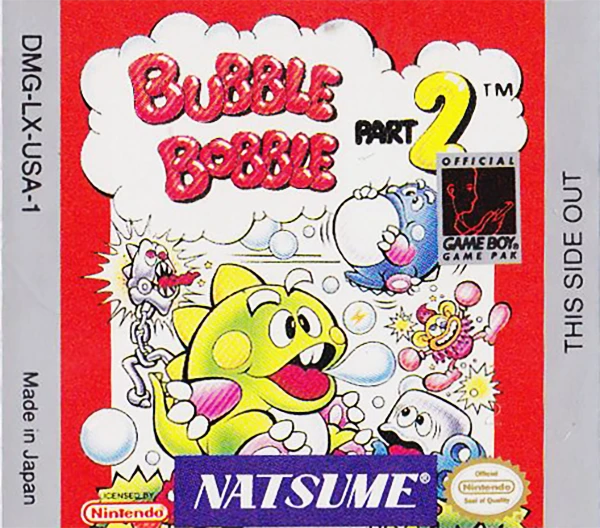 DMG-LX-USA-1
Made in Japan
BUBBLE
BOBBLE
PART 2 ™
OFFICIAL
GAME BOY®
GAME PAK
THIS SIDE OUT
LICENSED BY
Nintendo
NATSUME®
Official
Nintendo
Seal of Quality